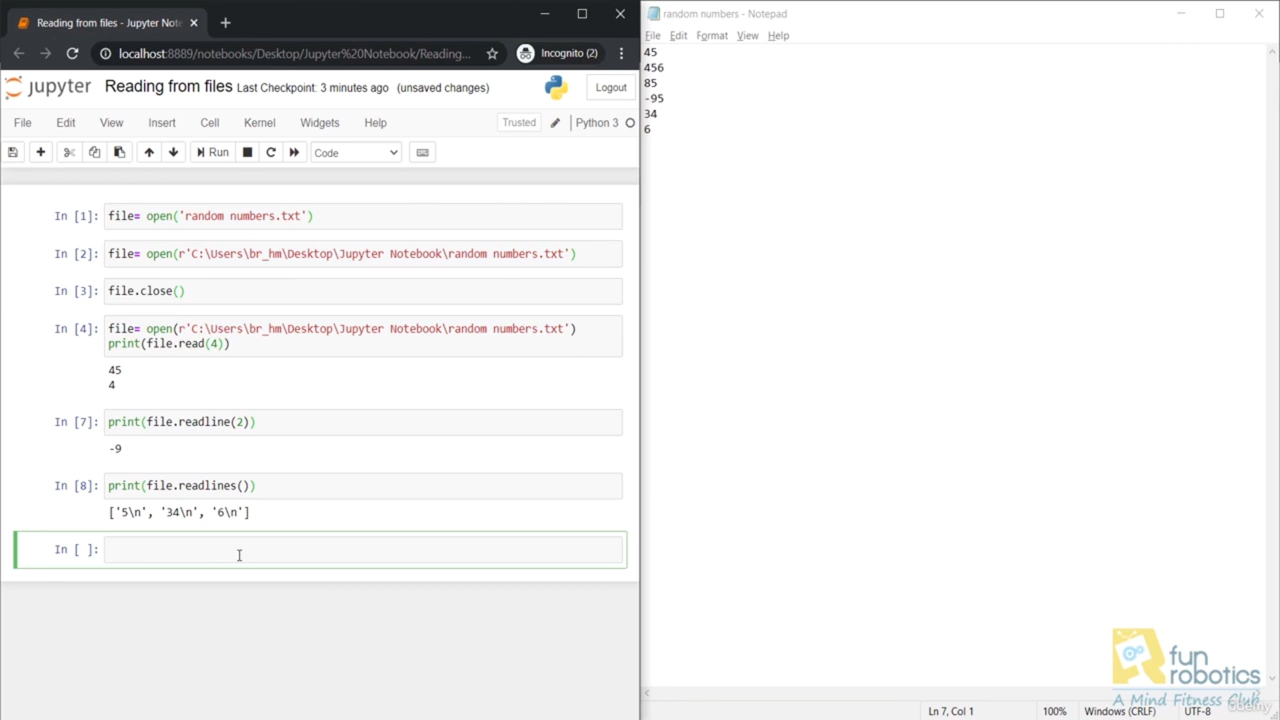 from files - Jupyter Note
localhost:8889/notebooks/Desktop/Jupyter%20Notebook/Reading...
Incognito (2)
jupyter Reading from files Last Checkpoint: 3 minutes ago (unsaved changes)
Logout
File Edit View Insert Cell Kernel Widgets Help
Trusted
Python 3
Run
Code
In [1]: file= open('random numbers.txt')
In [2]: file= open(r'C:\Users\br_hm\Desktop\Jupyter Notebook\random numbers.txt')
In [3]: file.close()
In [4]: file= open(r'C:\Users\br_hm\Desktop\Jupyter Notebook\random numbers.txt')
print(file.read(4))
45
4
In [7]: print(file.readline(2))
-9
In [8]: print(file.readlines())
['5\n', '34\n', '6\n']
In [ ]:
random numbers - Notepad
File Edit Format View Help
45
456
85
-95
34
6
fun
robotics
A Mind Fitness Club
Udemy
Ln 7, Col 1
100%
Windows (CRLF)
UTF-8